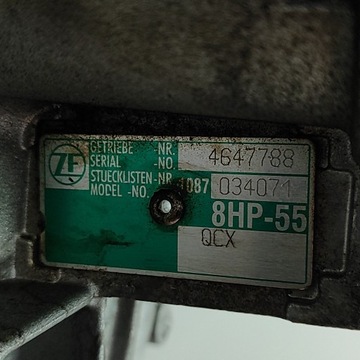 ZF GETRIEBE -NR.
SERIAL -NO. 4647788
STUECKLISTEN-NR.
MODEL -NO. 1087 034071
8HP-55
QCX